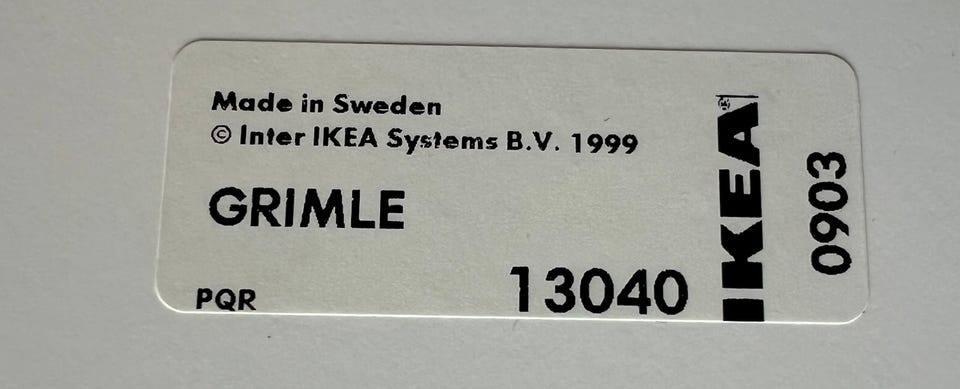 Made in Sweden
© Inter IKEA Systems B.V. 1999
GRIMLE
PQR
13040
IKEA®
0903